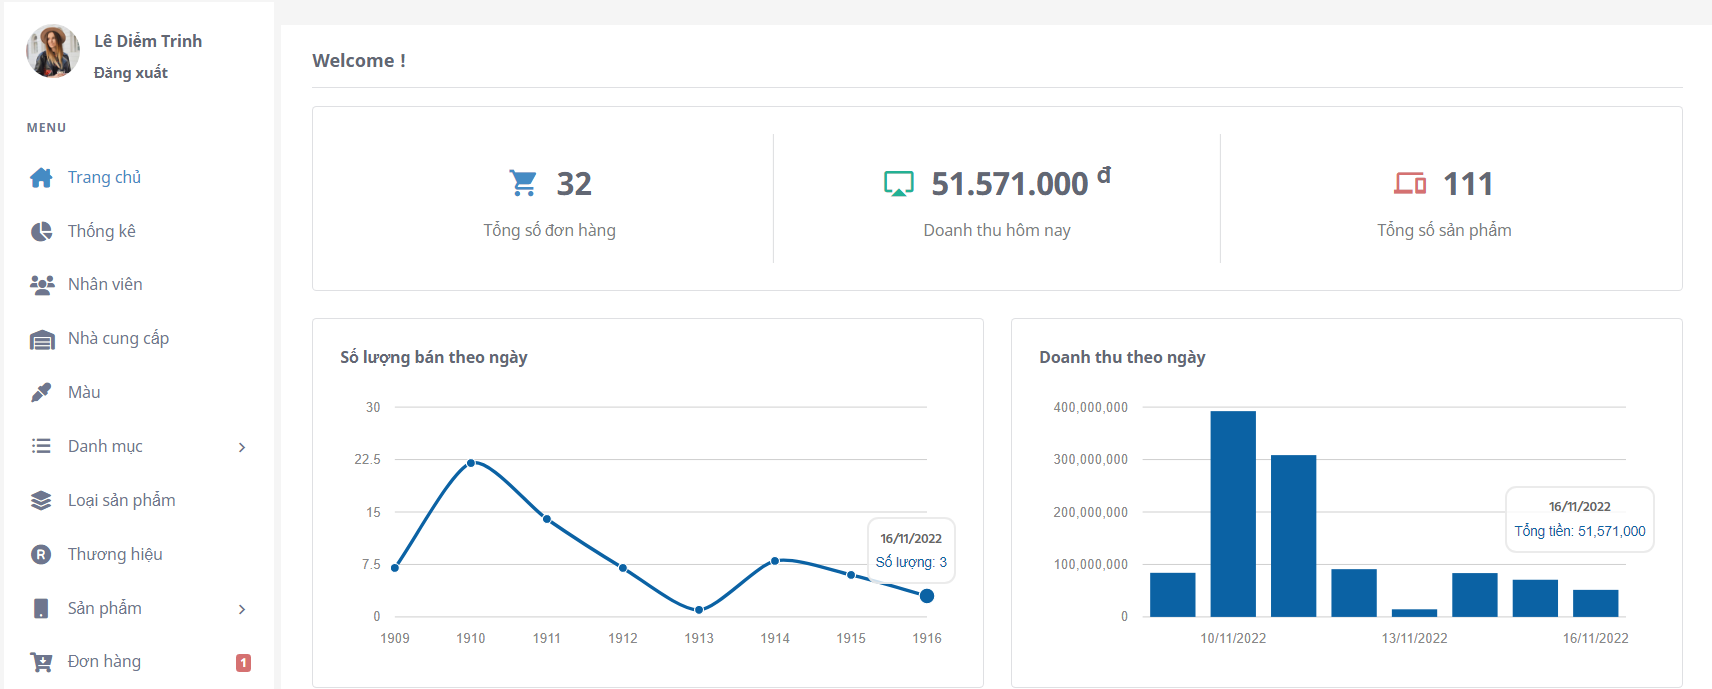 Lê Diễm Trinh
Đăng xuất
MENU
Trang chủ
Thống kê
Nhân viên
Nhà cung cấp
Màu
Danh mục
Loại sản phẩm
R
Thương hiệu
Sản phẩm
Đơn hàng
1
Welcome !
32
Tổng số đơn hàng
51.571.000 đ
Doanh thu hôm nay
111
Tổng số sản phẩm
Số lượng bán theo ngày
30
22.5
15
7.5
0
1909 1910 1911 1912 1913 1914 1915 1916
16/11/2022
Số lượng: 3
Doanh thu theo ngày
400,000,000
300,000,000
200,000,000
100,000,000
0
10/11/2022 13/11/2022 16/11/2022
16/11/2022
Tổng tiền: 51,571,000